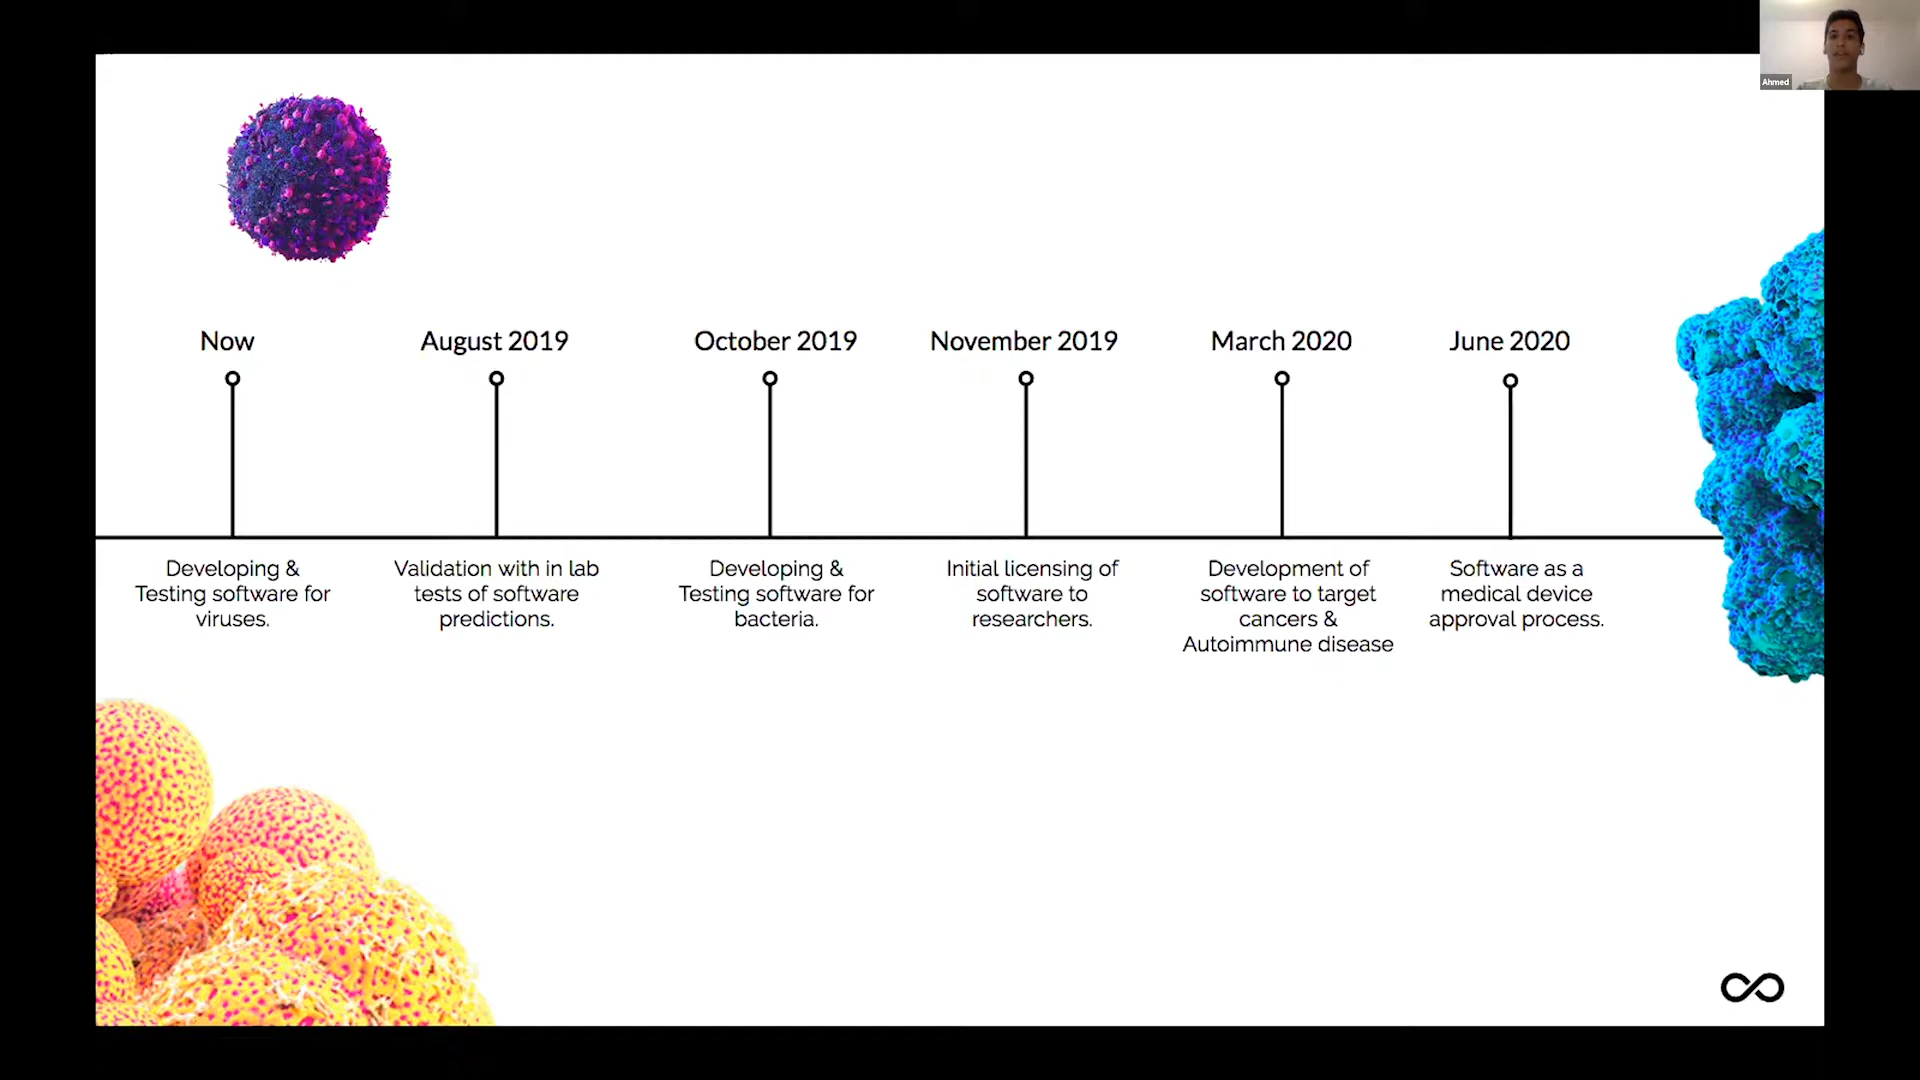 Ahmed
Now
August 2019
October 2019
November 2019
March 2020
June 2020
Developing &
Testing software for
viruses.
Validation with in lab
tests of software
predictions.
Developing &
Testing software for
bacteria.
Initial licensing of
software to
researchers.
Development of
software to target
cancers &
Autoimmune disease
Software as a
medical device
approval process.